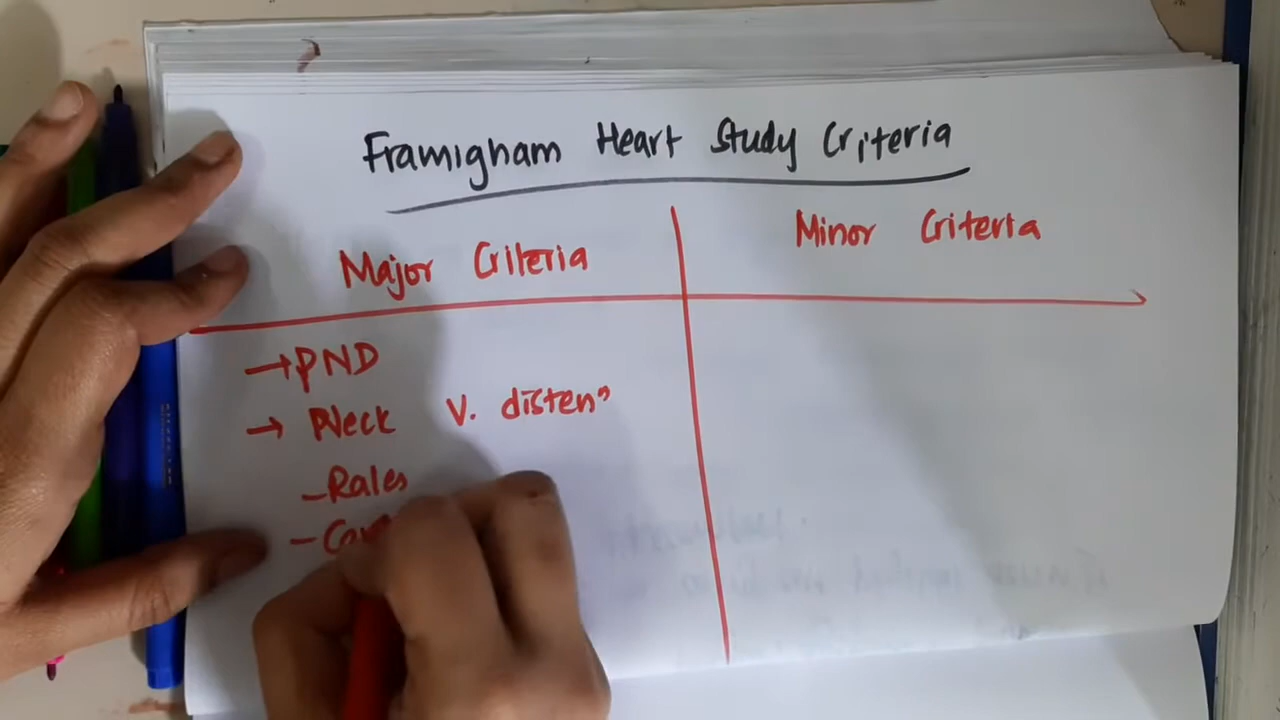 Framigham Heart Study Criteria
Major Criteria
Minor Criteria
→ PND
→ Neck V. disten"
- Rales